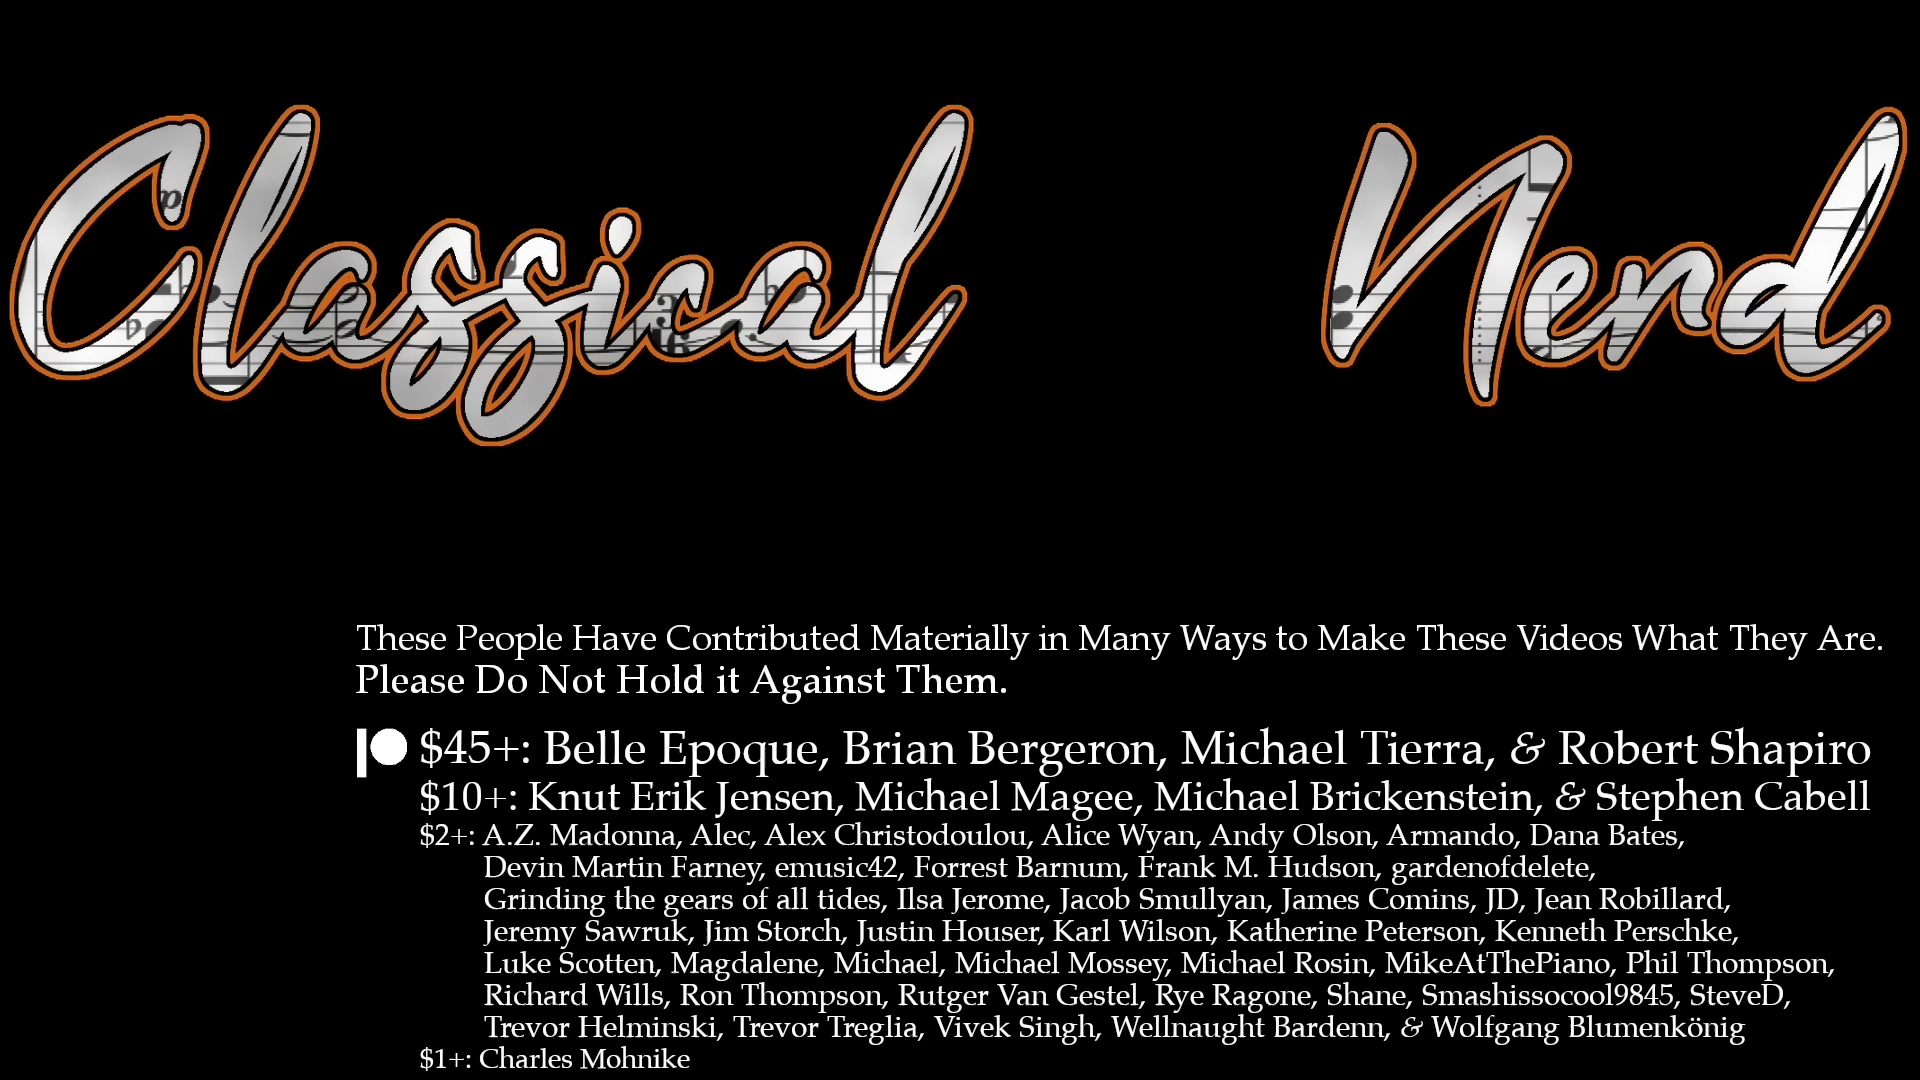 Classical Nerd
These People Have Contributed Materially in Many Ways to Make These Videos What They Are.
Please Do Not Hold it Against Them.
$45+: Belle Epoque, Brian Bergeron, Michael Tierra, & Robert Shapiro
$10+: Knut Erik Jensen, Michael Magee, Michael Brickenstein, & Stephen Cabell
$2+: A.Z. Madonna, Alec, Alex Christodoulou, Alice Wyan, Andy Olson, Armando, Dana Bates,
Devin Martin Farney, emusic42, Forrest Barnum, Frank M. Hudson, gardenofdelete,
Grinding the gears of all tides, Ilsa Jerome, Jacob Smullyan, James Comins, JD, Jean Robillard,
Jeremy Sawruk, Jim Storch, Justin Houser, Karl Wilson, Katherine Peterson, Kenneth Perschke,
Luke Scotten, Magdalene, Michael, Michael Mossey, Michael Rosin, MikeAtThePiano, Phil Thompson,
Richard Wills, Ron Thompson, Rutger Van Gestel, Rye Ragone, Shane, Smashissocool9845, SteveD,
Trevor Helminski, Trevor Treglia, Vivek Singh, Wellnaught Bardenn, & Wolfgang Blumenkönig
$1+: Charles Mohnike